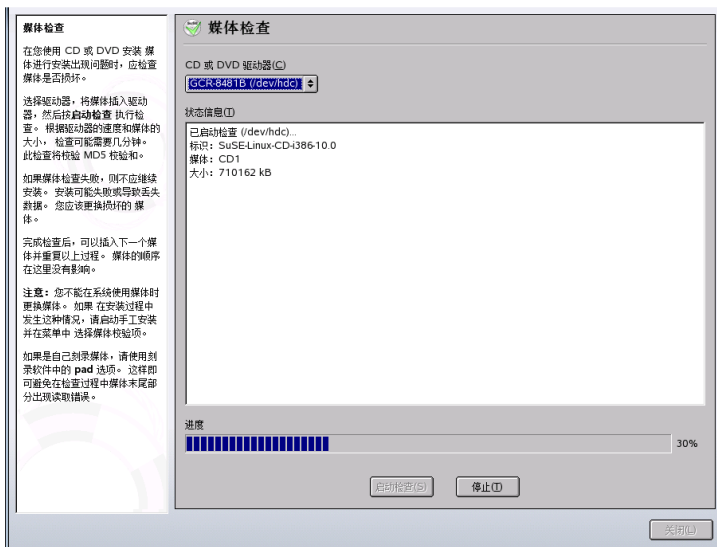 媒体检查
在您使用 CD 或 DVD 安装 媒
体进行安装出现问题时，应检查
媒体是否损坏。
选择驱动器，将媒体插入驱动
器，然后按启动检查 执行检
查。 根据驱动器的速度和媒体的
大小， 检查可能需要几分钟。
此检查将校验 MD5 校验和。
如果媒体检查失败，则不应继续
安装。 安装可能失败或导致丢失
数据。 您应该更换损坏的 媒
体。
完成检查后，可以插入下一个媒
体并重复以上过程。 媒体的顺序
在这里没有影响。
注意：您不能在系统使用媒体时
更换媒体。 如果 在安装过程中
发生这种情况，请启动手工安装
并在菜单中 选择媒体校验项。
如果是自己刻录媒体，请使用刻
录软件中的 pad 选项。 这样即
可避免在检查过程中媒体末尾部
分出现读取错误。
媒体检查
CD 或 DVD 驱动器(C)
GCR-8481B (/dev/hdc)
状态信息(I)
已启动检查 (/dev/hdc)...
标识：SuSE-Linux-CD-i386-10.0
媒体：CD1
大小：710162 kB
进度
30%
启动检查(S)
停止(T)
关闭(L)